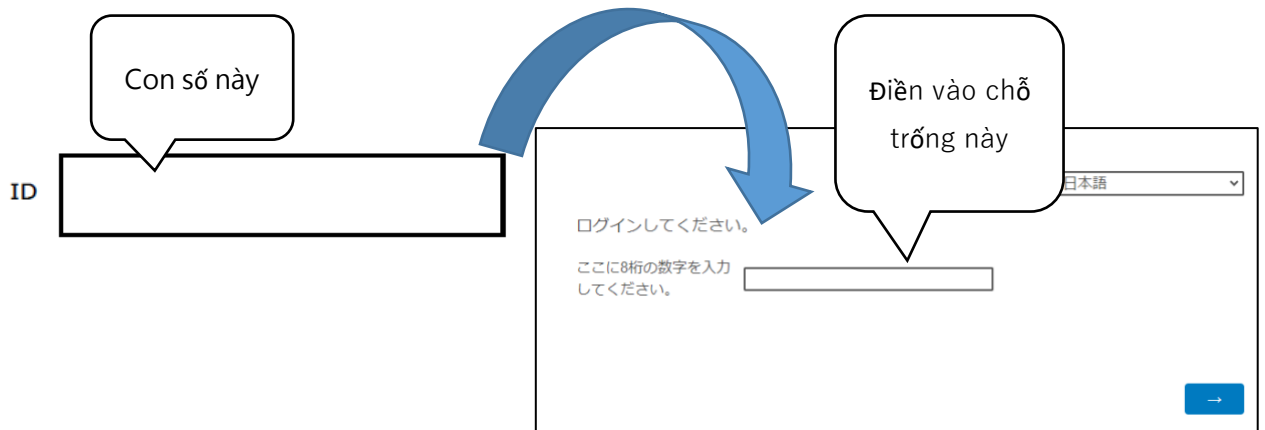 Con số này
ID
Điền vào chỗ
trống này
日本語
ログインしてください。
ここに8桁の数字を入力
してください。
→